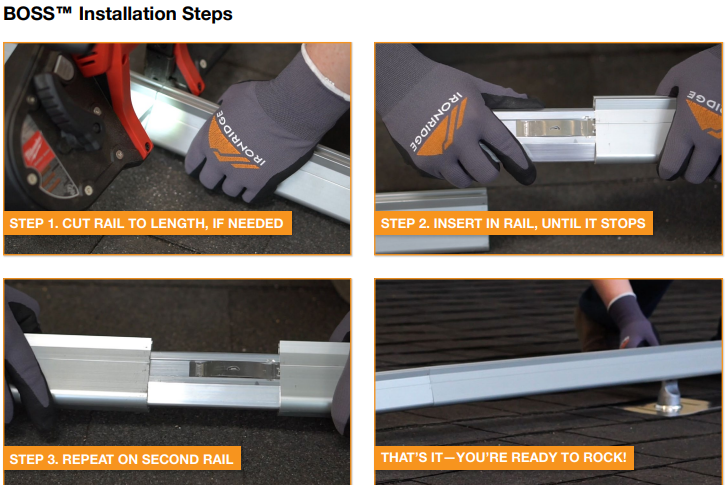 BOSS™ Installation Steps
IRONRIDGE
STEP 1. CUT RAIL TO LENGTH, IF NEEDED
IRONRIDGE
IRONRIDGE
STEP 2. INSERT IN RAIL, UNTIL IT STOPS
STEP 3. REPEAT ON SECOND RAIL
THAT'S IT—YOU'RE READY TO ROCK!